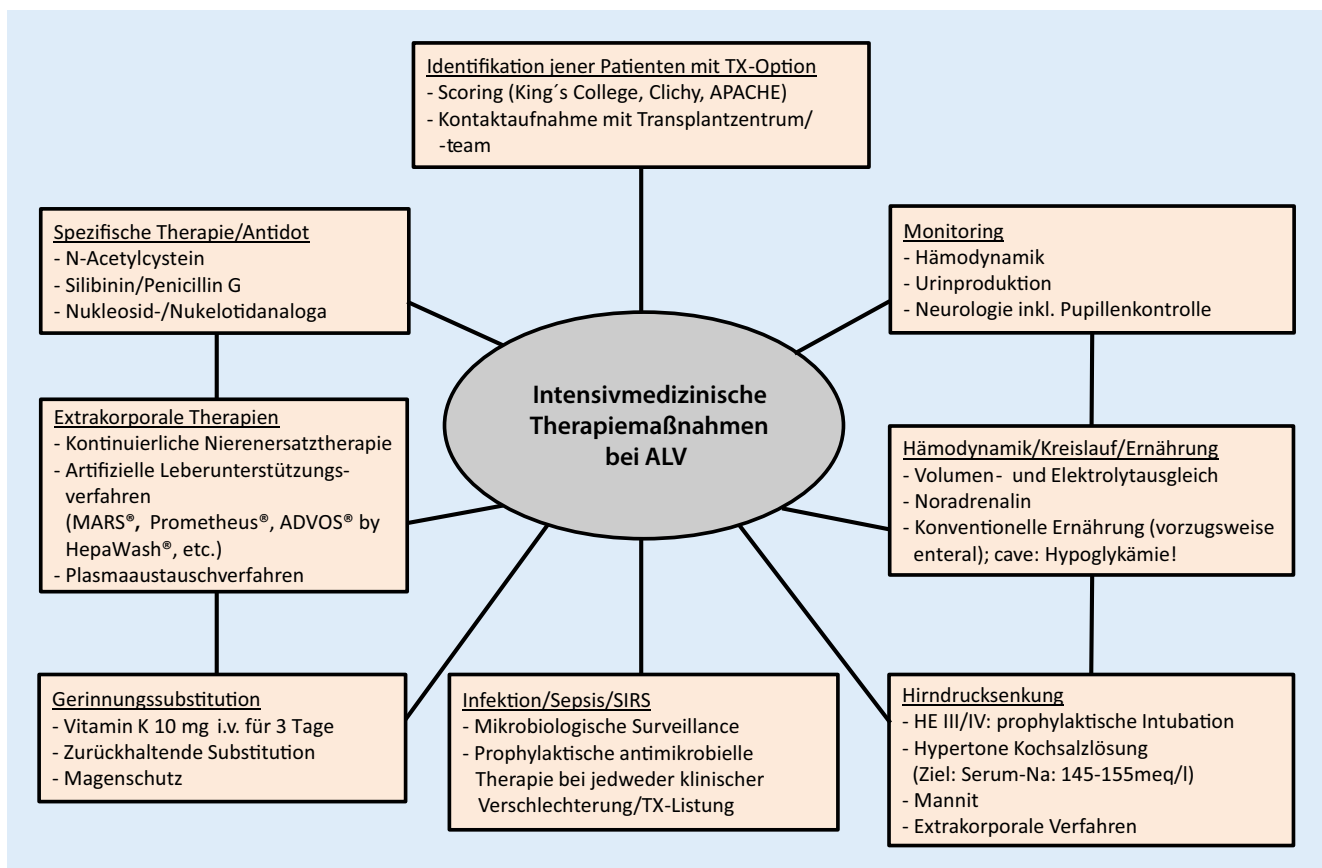 Identifikation jener Patienten mit TX-Option
- Scoring (King´s College, Clichy, APACHE)
- Kontaktaufnahme mit Transplantzentrum/
-team
Spezifische Therapie/Antidot
- N-Acetylcystein
- Silibinin/Penicillin G
- Nukleosid-/Nukelotidanaloga
Monitoring
- Hämodynamik
- Urinproduktion
- Neurologie inkl. Pupillenkontrolle
Intensivmedizinische
Therapiemaßnahmen
bei ALV
Extrakorporale Therapien
- Kontinuierliche Nierenersatztherapie
- Artifizielle Leberunterstützungs-
verfahren
(MARS®, Prometheus®, ADVOS® by
HepaWash®, etc.)
- Plasmaaustauschverfahren
Hämodynamik/Kreislauf/Ernährung
- Volumen- und Elektrolytausgleich
- Noradrenalin
- Konventionelle Ernährung (vorzugsweise
enteral); cave: Hypoglykämie!
Gerinnungssubstitution
- Vitamin K 10 mg i.v. für 3 Tage
- Zurückhaltende Substitution
- Magenschutz
Infektion/Sepsis/SIRS
- Mikrobiologische Surveillance
- Prophylaktische antimikrobielle
Therapie bei jedweder klinischer
Verschlechterung/TX-Listung
Hirndrucksenkung
- HE III/IV: prophylaktische Intubation
- Hypertone Kochsalzlösung
(Ziel: Serum-Na: 145-155meq/l)
- Mannit
- Extrakorporale Verfahren